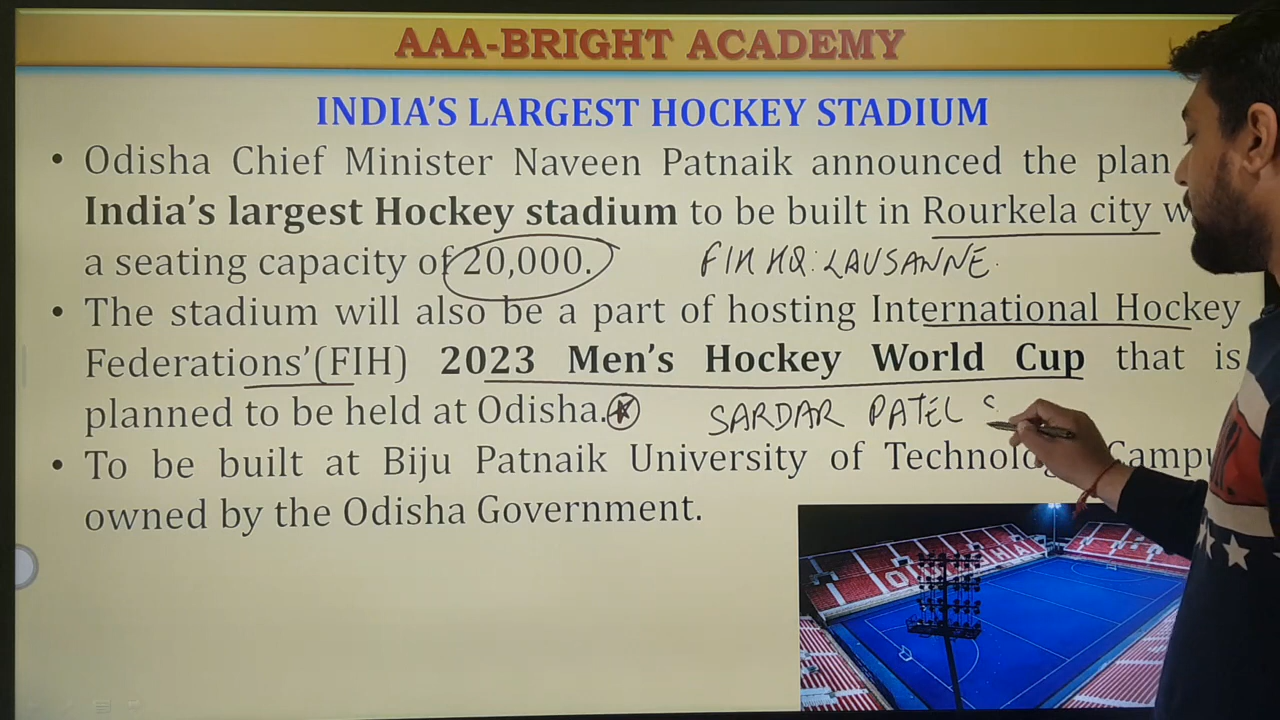 AAA-BRIGHT ACADEMY
INDIA'S LARGEST HOCKEY STADIUM
• Odisha Chief Minister Naveen Patnaik announced the plan
India's largest Hockey stadium to be built in Rourkela city
a seating capacity of 20,000. FIH HQ: LAUSANNE.
• The stadium will also be a part of hosting International Hockey
Federations'(FIH) 2023 Men's Hockey World Cup that is
planned to be held at Odisha. SARDAR PATEL S
• To be built at Biju Patnaik University of Technology Campus
owned by the Odisha Government.
ODISHA